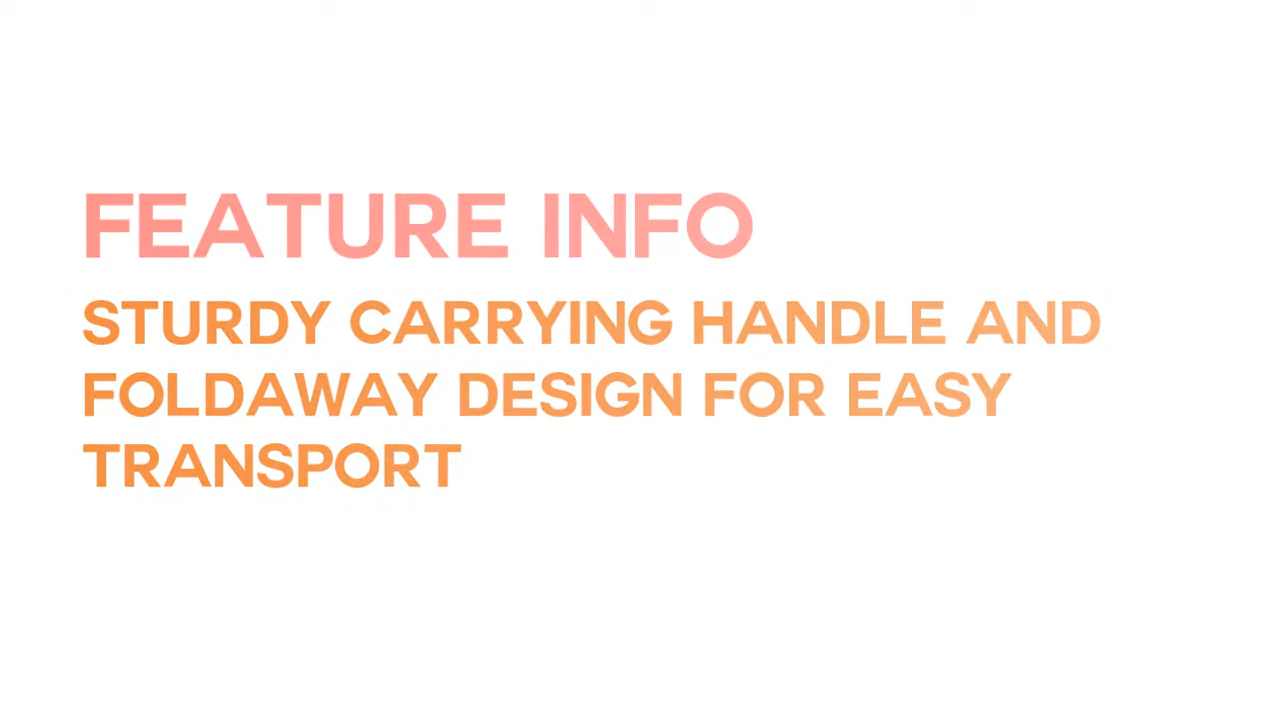 FEATURE INFO
STURDY CARRYING HANDLE AND
FOLDAWAY DESIGN FOR EASY
TRANSPORT